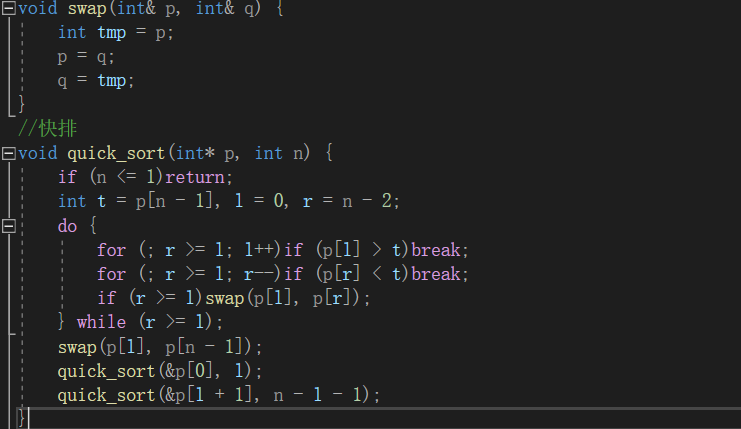 void swap(int& p, int& q) {
    int tmp = p;
    p = q;
    q = tmp;
}
//快排
void quick_sort(int* p, int n) {
    if (n <= 1)return;
    int t = p[n - 1], l = 0, r = n - 2;
    do {
        for (; r >= l; l++)if (p[l] > t)break;
        for (; r >= l; r--)if (p[r] < t)break;
        if (r >= l)swap(p[l], p[r]);
    } while (r >= l);
    swap(p[l], p[n - 1]);
    quick_sort(&p[0], l);
    quick_sort(&p[l + 1], n - l - 1);
}